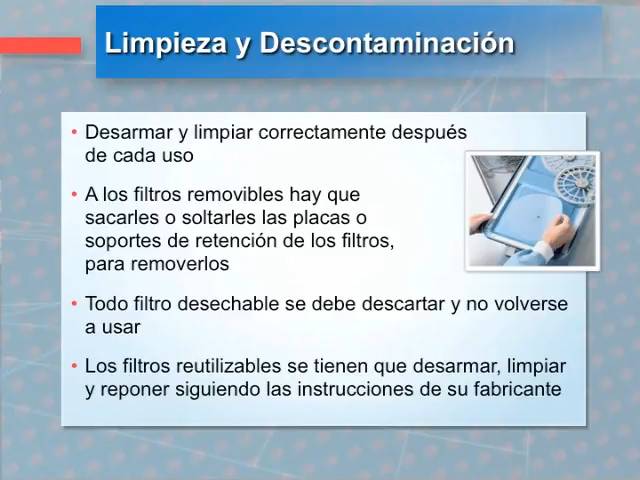 Limpieza y Descontaminación
• Desarmar y limpiar correctamente después
de cada uso
• A los filtros removibles hay que
sacarles o soltarles las placas o
soportes de retención de los filtros,
para removerlos
• Todo filtro desechable se debe descartar y no volverse
a usar
• Los filtros reutilizables se tienen que desarmar, limpiar
y reponer siguiendo las instrucciones de su fabricante